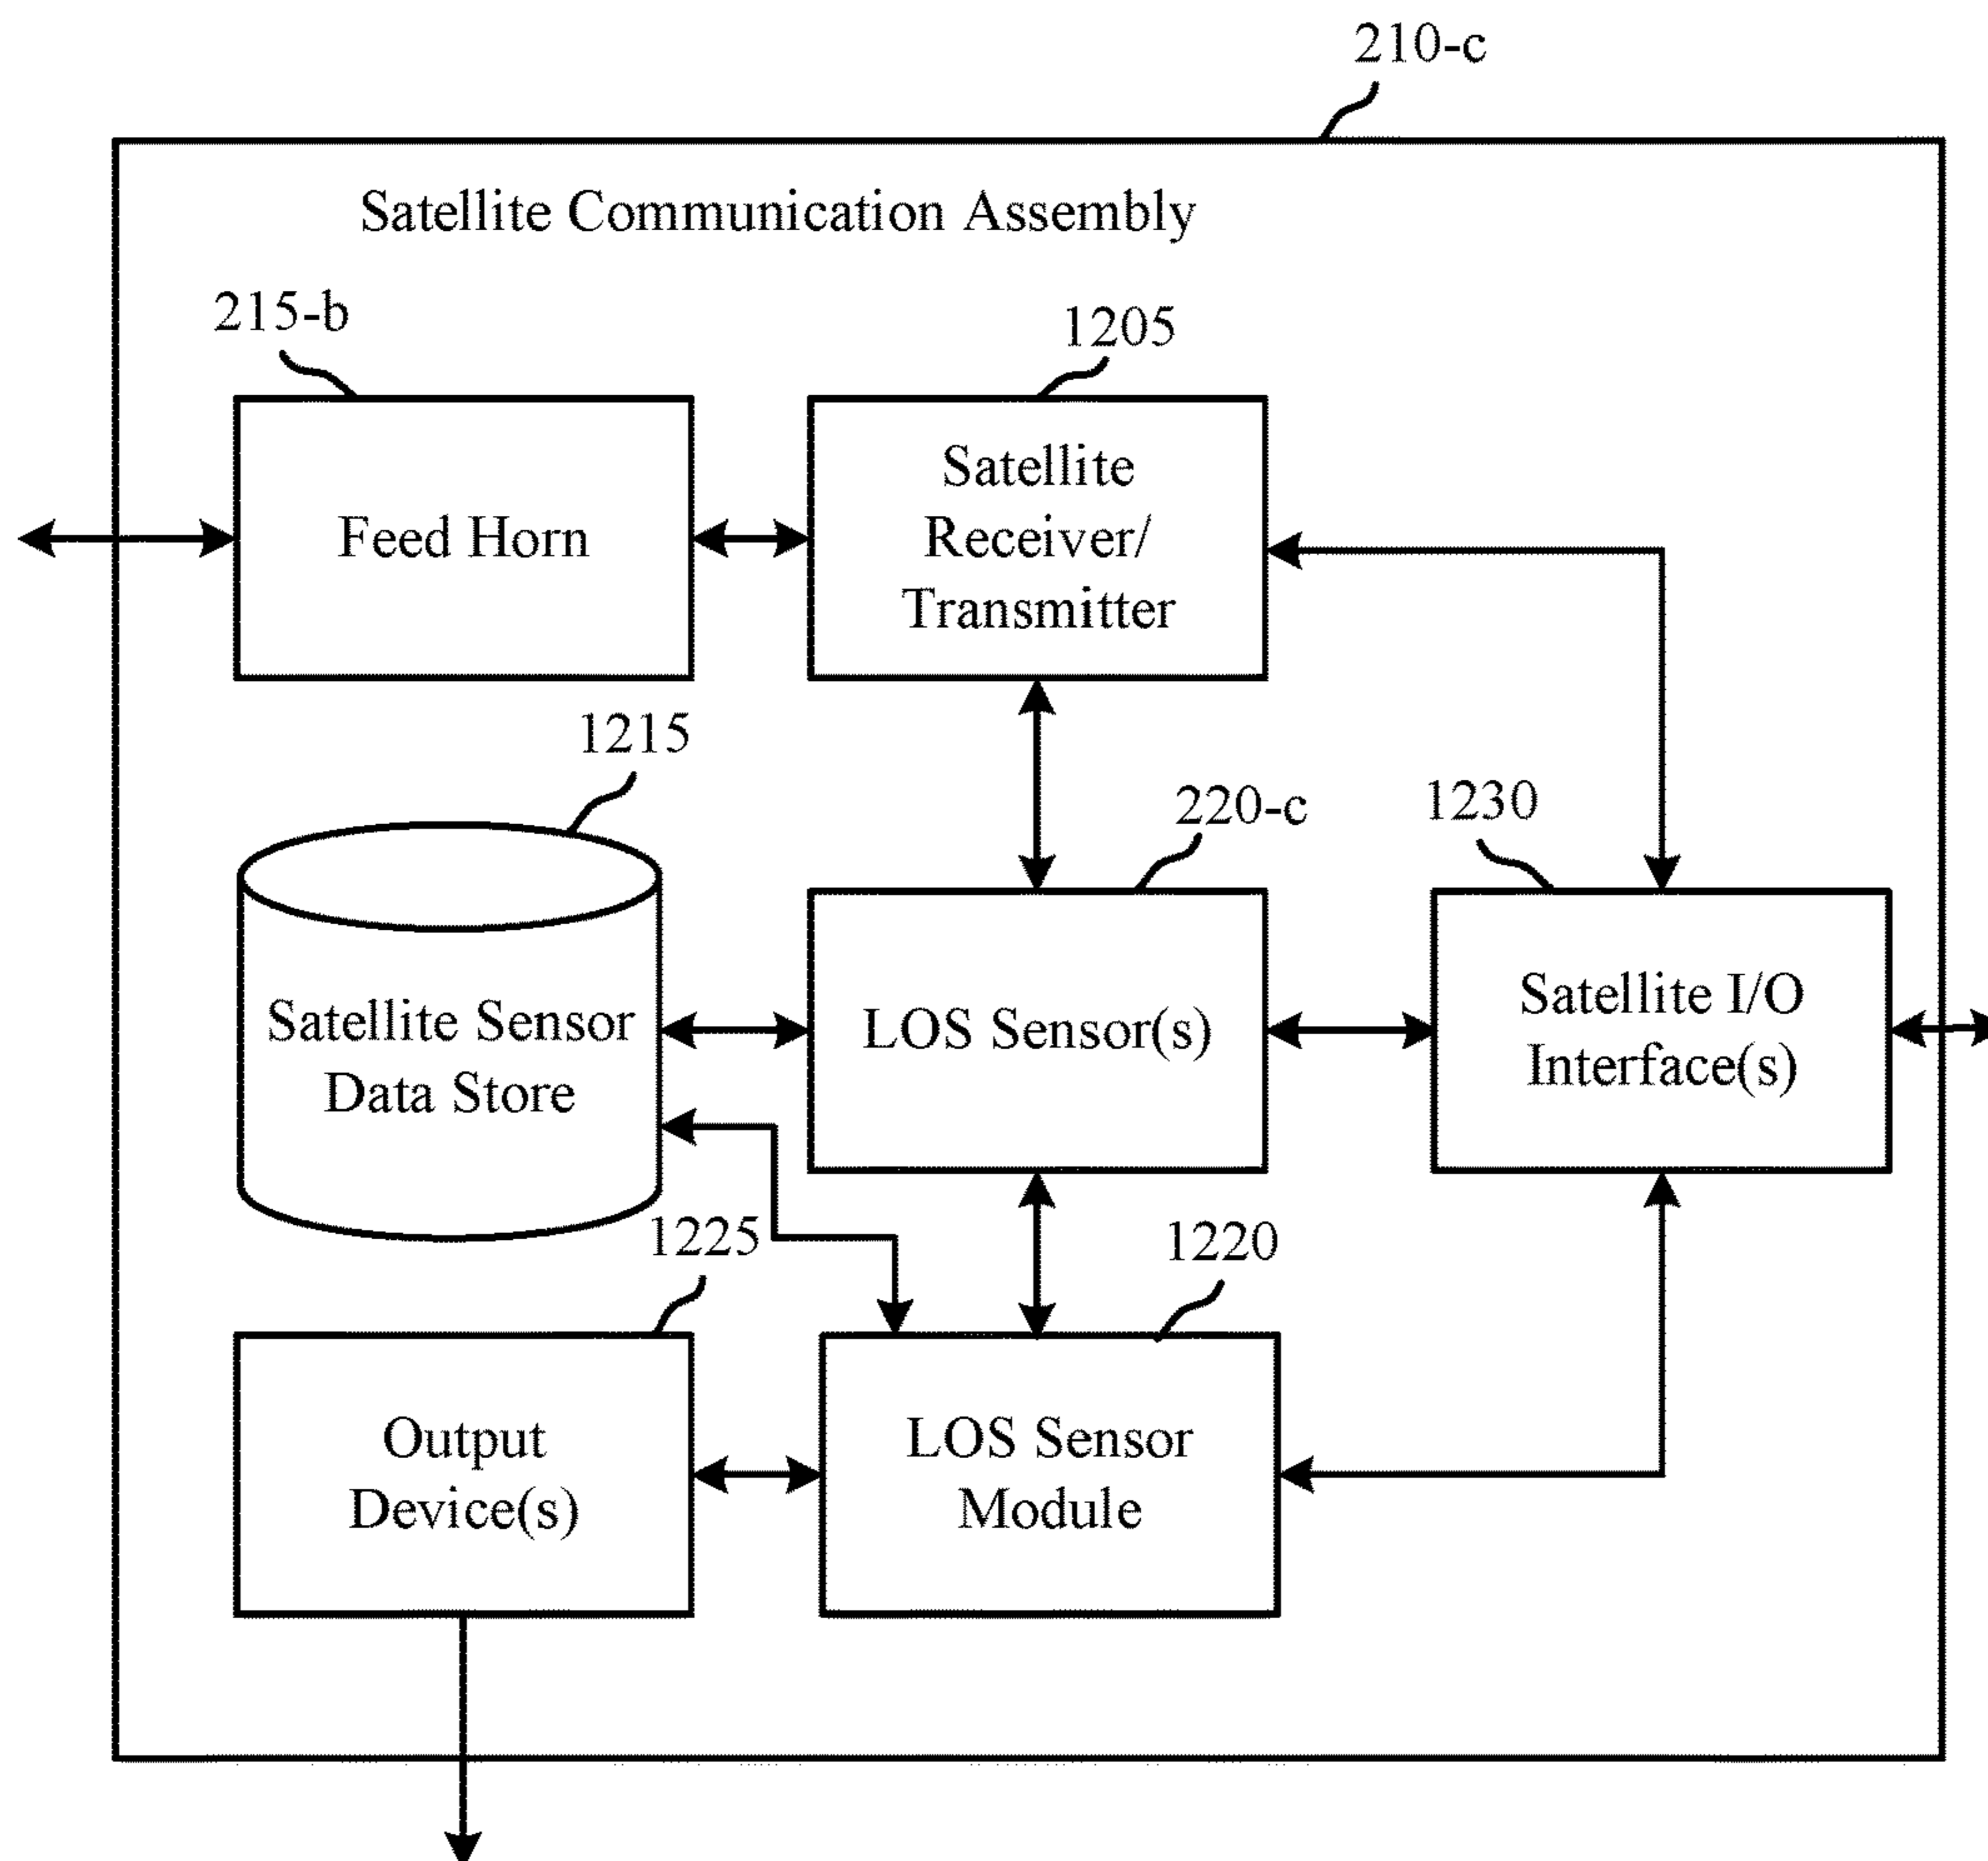 210-c
Satellite Communication Assembly
215-b
1205
Feed Horn
Satellite
Receiver/
Transmitter
1215
220-c
1230
Satellite Sensor
Data Store
LOS Sensor(s)
Satellite I/O
Interface(s)
1225
1220
Output
Device(s)
LOS Sensor
Module